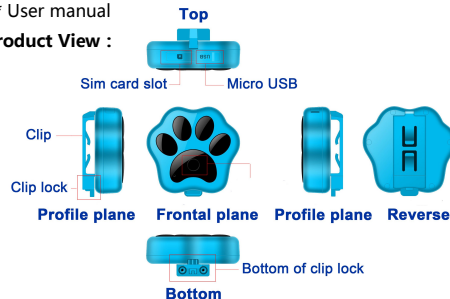 * User manual
Top
roduct View :
Sim card slot
Micro USB
Clip
Clip lock
Profile plane
Frontal plane
Profile plane
Reverse
Bottom of clip lock
Bottom